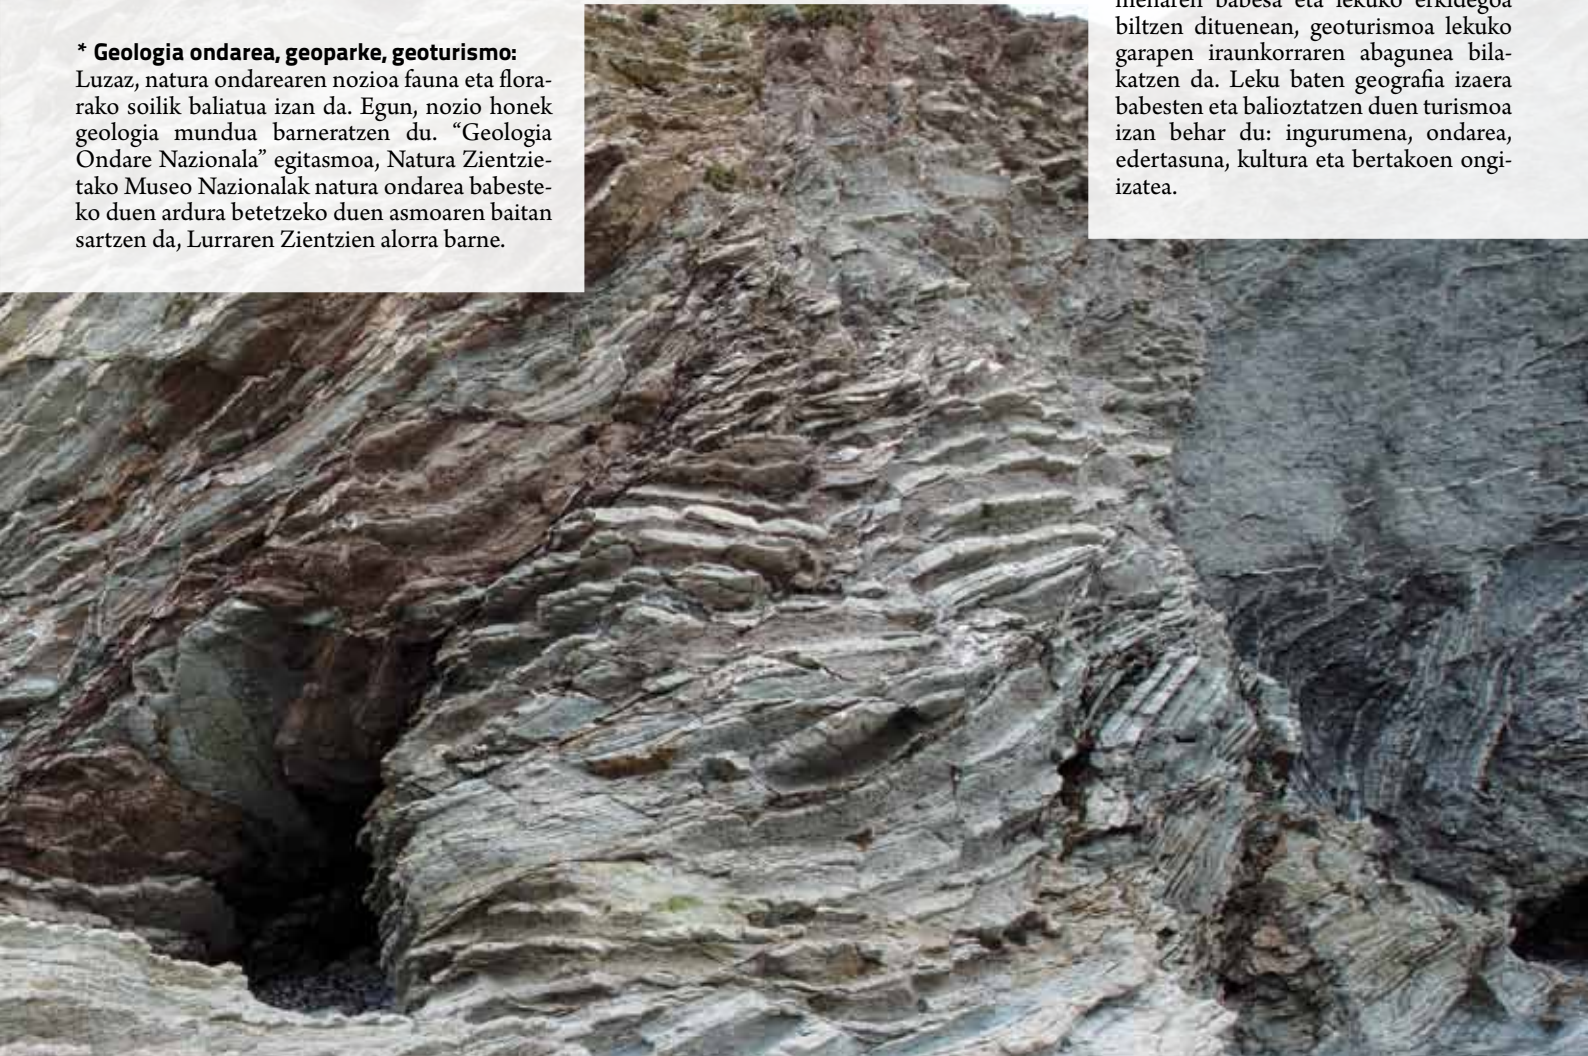 * Geologia ondarea, geoparke, geoturismo:
Luzaz, natura ondarearen nozioa fauna eta flora-
rako soilik baliatua izan da. Egun, nozio honek
geologia mundua barneratzen du. “Geologia
Ondare Nazionala” egitasmoa, Natura Zientzie-
tako Museo Nazionalak natura ondarea babeste-
ko duen ardura betetzeko duen asmoaren baitan
sartzen da, Lurraren Zientzien alorra barne.
babesa eta lekuko erkidegoa
biltzen dituenean, geoturismoa lekuko
garapen iraunkorraren abagunea bila-
katzen da. Leku baten geografia izaera
babesten eta balioztatzen duen turismoa
izan behar du: ingurumena, ondarea,
edertasuna, kultura eta bertakoen ongi-
izatea.